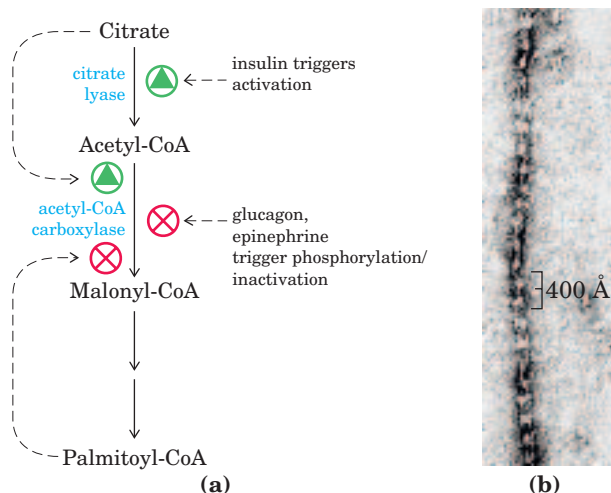 Citrate
citrate
lyase
insulin triggers
activation
Acetyl-CoA
acetyl-CoA
carboxylase
glucagon,
epinephrine
trigger phosphorylation/
inactivation
Malonyl-CoA
Palmitoyl-CoA
(a)
400 Å
(b)